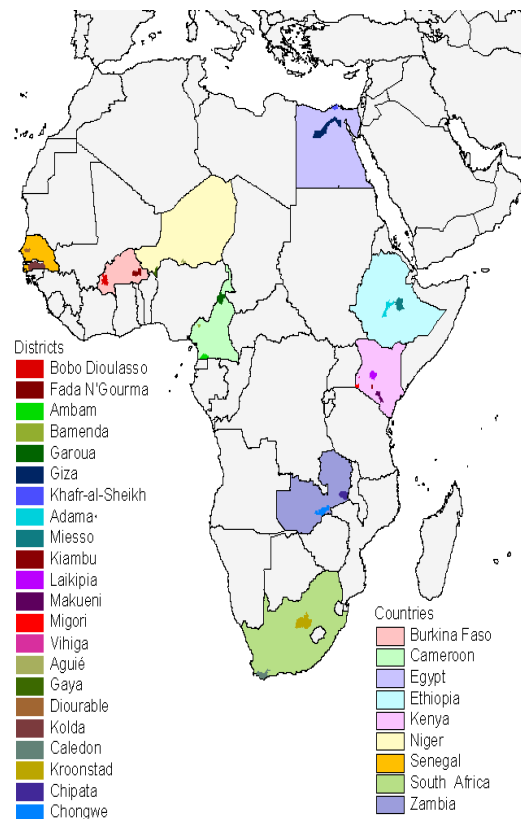 Districts
Bobo Dioulasso
Fada N'Gourma
Ambam
Bamenda
Garoua
Giza
Khafr-al-Sheikh
Adama·
Miesso
Kiambu
Laikipia
Makueni
Migori
Vihiga
Aguié
Gaya
Diourable
Kolda
Caledon
Kroonstad
Chipata
Chongwe
Countries
Burkina Faso
Cameroon
Egypt
Ethiopia
Kenya
Niger
Senegal
South Africa
Zambia